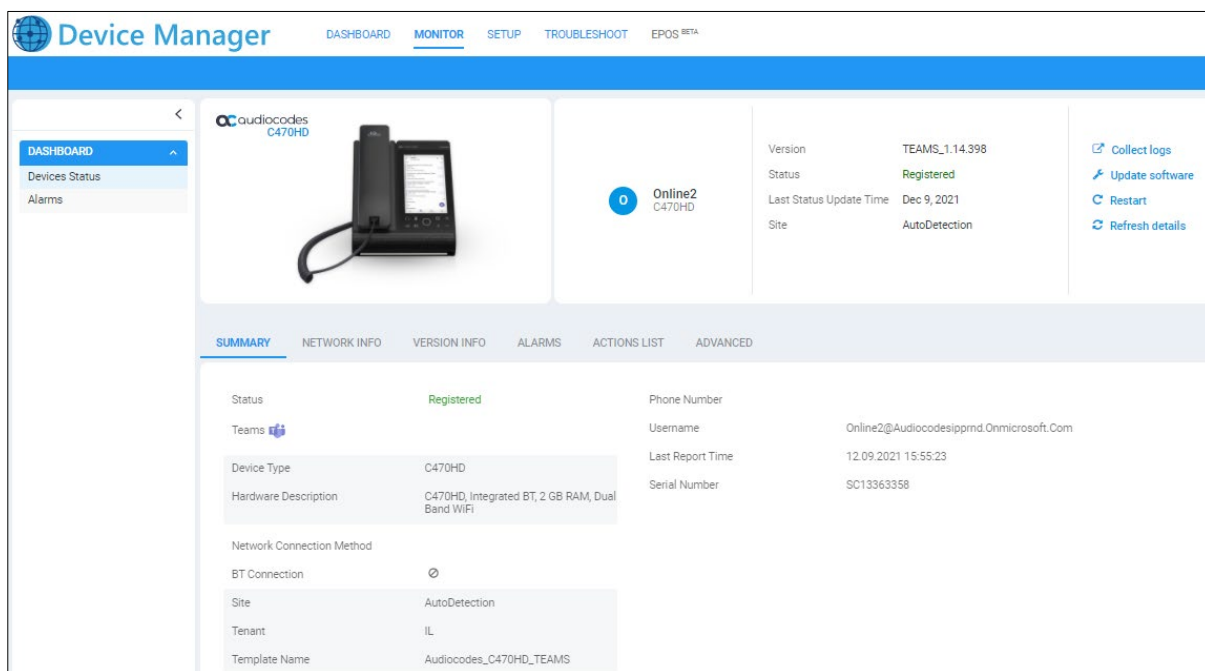 Device Manager
DASHBOARD MONITOR SETUP TROUBLESHOOT EPOS BETA
DASHBOARD
Devices Status
Alarms
audiocodes
C470HD
O
Online2
C470HD
Version TEAMS_1.14.398
Status Registered
Last Status Update Time Dec 9, 2021
Site AutoDetection
Collect logs
Update software
Restart
Refresh details
SUMMARY NETWORK INFO VERSION INFO ALARMS ACTIONS LIST ADVANCED
Status Registered
Teams
Device Type C470HD
Hardware Description C470HD, Integrated BT, 2 GB RAM, Dual
Band WiFi
Network Connection Method
BT Connection
Site AutoDetection
Tenant IL
Template Name Audiocodes_C470HD_TEAMS
Phone Number
Username Online2@Audiocodesipprnd.Onmicrosoft.Com
Last Report Time 12.09.2021 15:55:23
Serial Number SC13363358